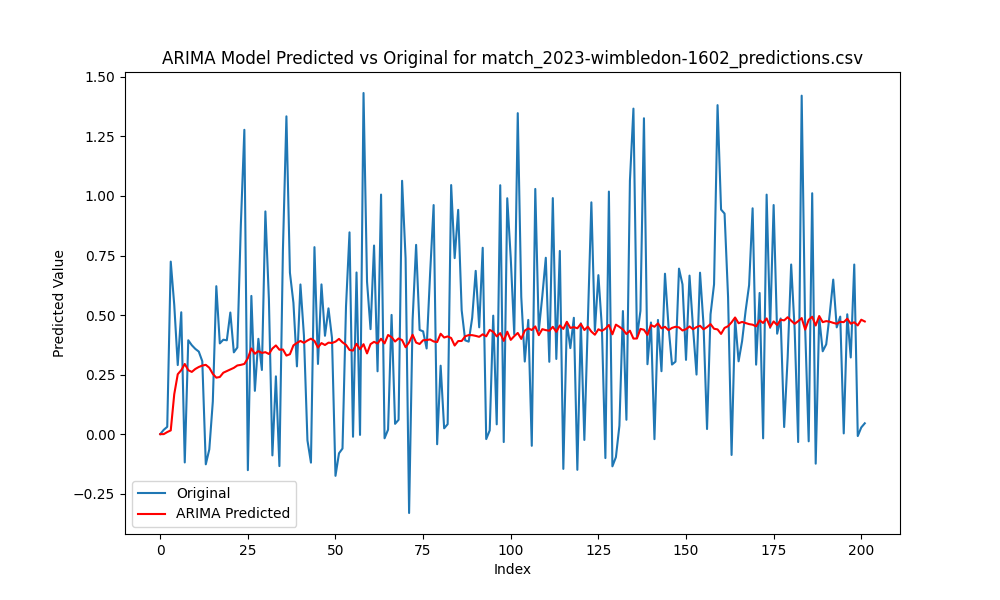 ARIMA Model Predicted vs Original for match_2023-wimbledon-1602_predictions.csv
Predicted Value
1.50
1.25
1.00
0.75
0.50
0.25
0.00
−0.25
Original
ARIMA Predicted
0 25 50 75 100 125 150 175 200
Index